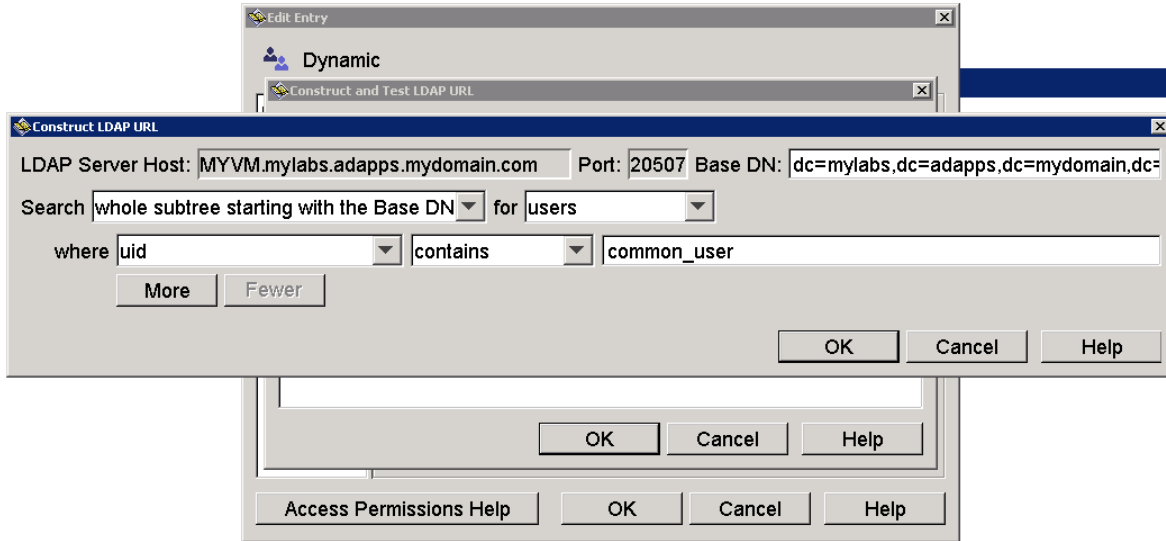 Edit Entry
Dynamic
Construct and Test LDAP URL
Construct LDAP URL
LDAP Server Host: MYVM.mylabs.adapps.mydomain.com Port: 20507 Base DN: dc=mylabs,dc=adapps,dc=mydomain,dc=
Search whole subtree starting with the Base DN for users
where uid contains common_user
More Fewer
OK Cancel Help
OK Cancel Help
Access Permissions Help OK Cancel Help